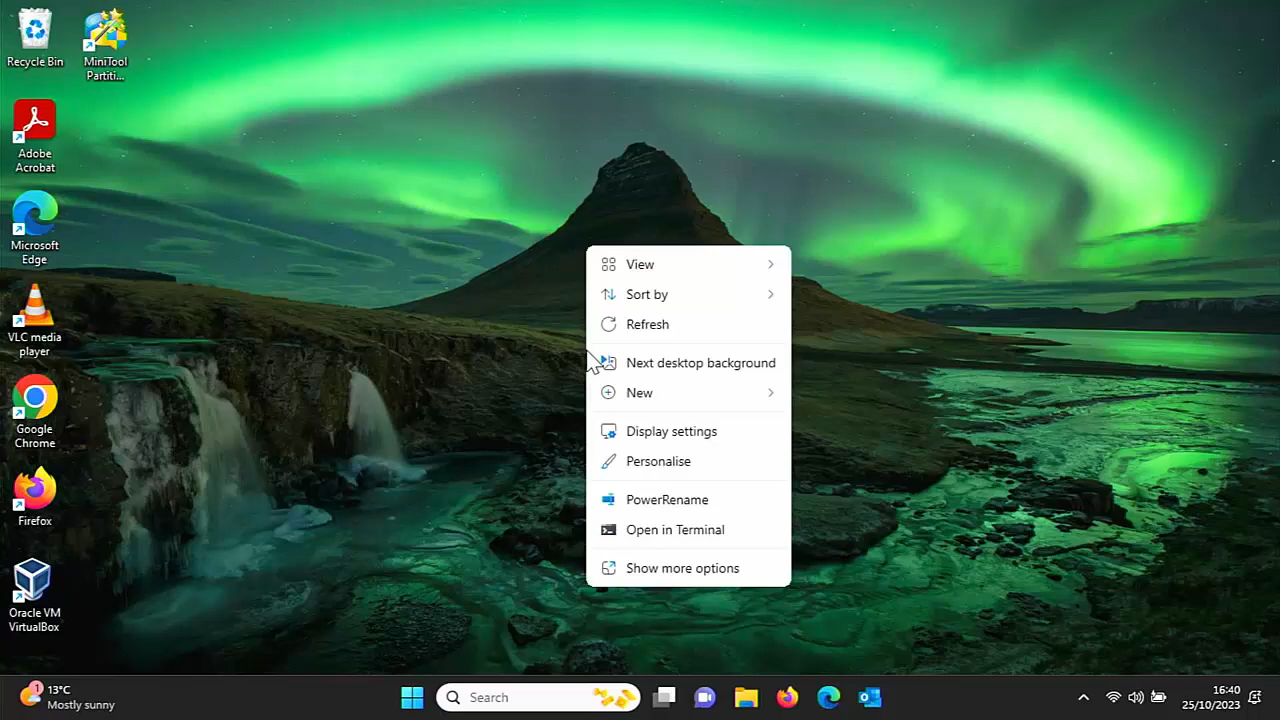 Recycle Bin
MiniTool
Partiti...
Adobe
Acrobat
Microsoft
Edge
VLC media
player
Google
Chrome
Firefox
Oracle VM
VirtualBox
View
Sort by
Refresh
Next desktop background
New
Display settings
Personalise
PowerRename
Open in Terminal
Show more options
1
13°C
Mostly sunny
Search
16:40
25/10/2023